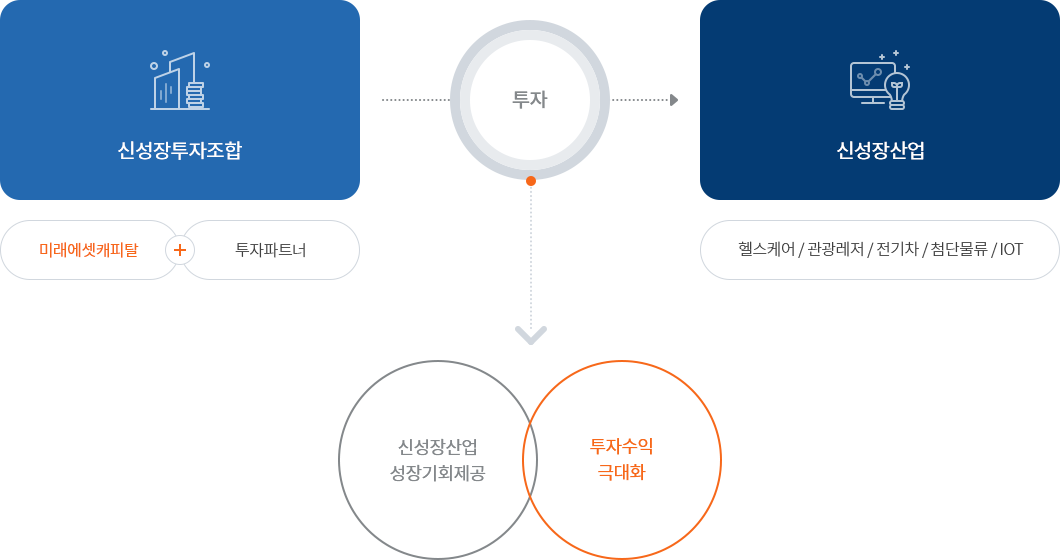 투자
신성장투자조합
신성장산업
미래에셋캐피탈 + 투자파트너
헬스케어 / 관광레저 / 전기차 / 첨단물류 / IOT
신성장산업
성장기회제공
투자수익
극대화